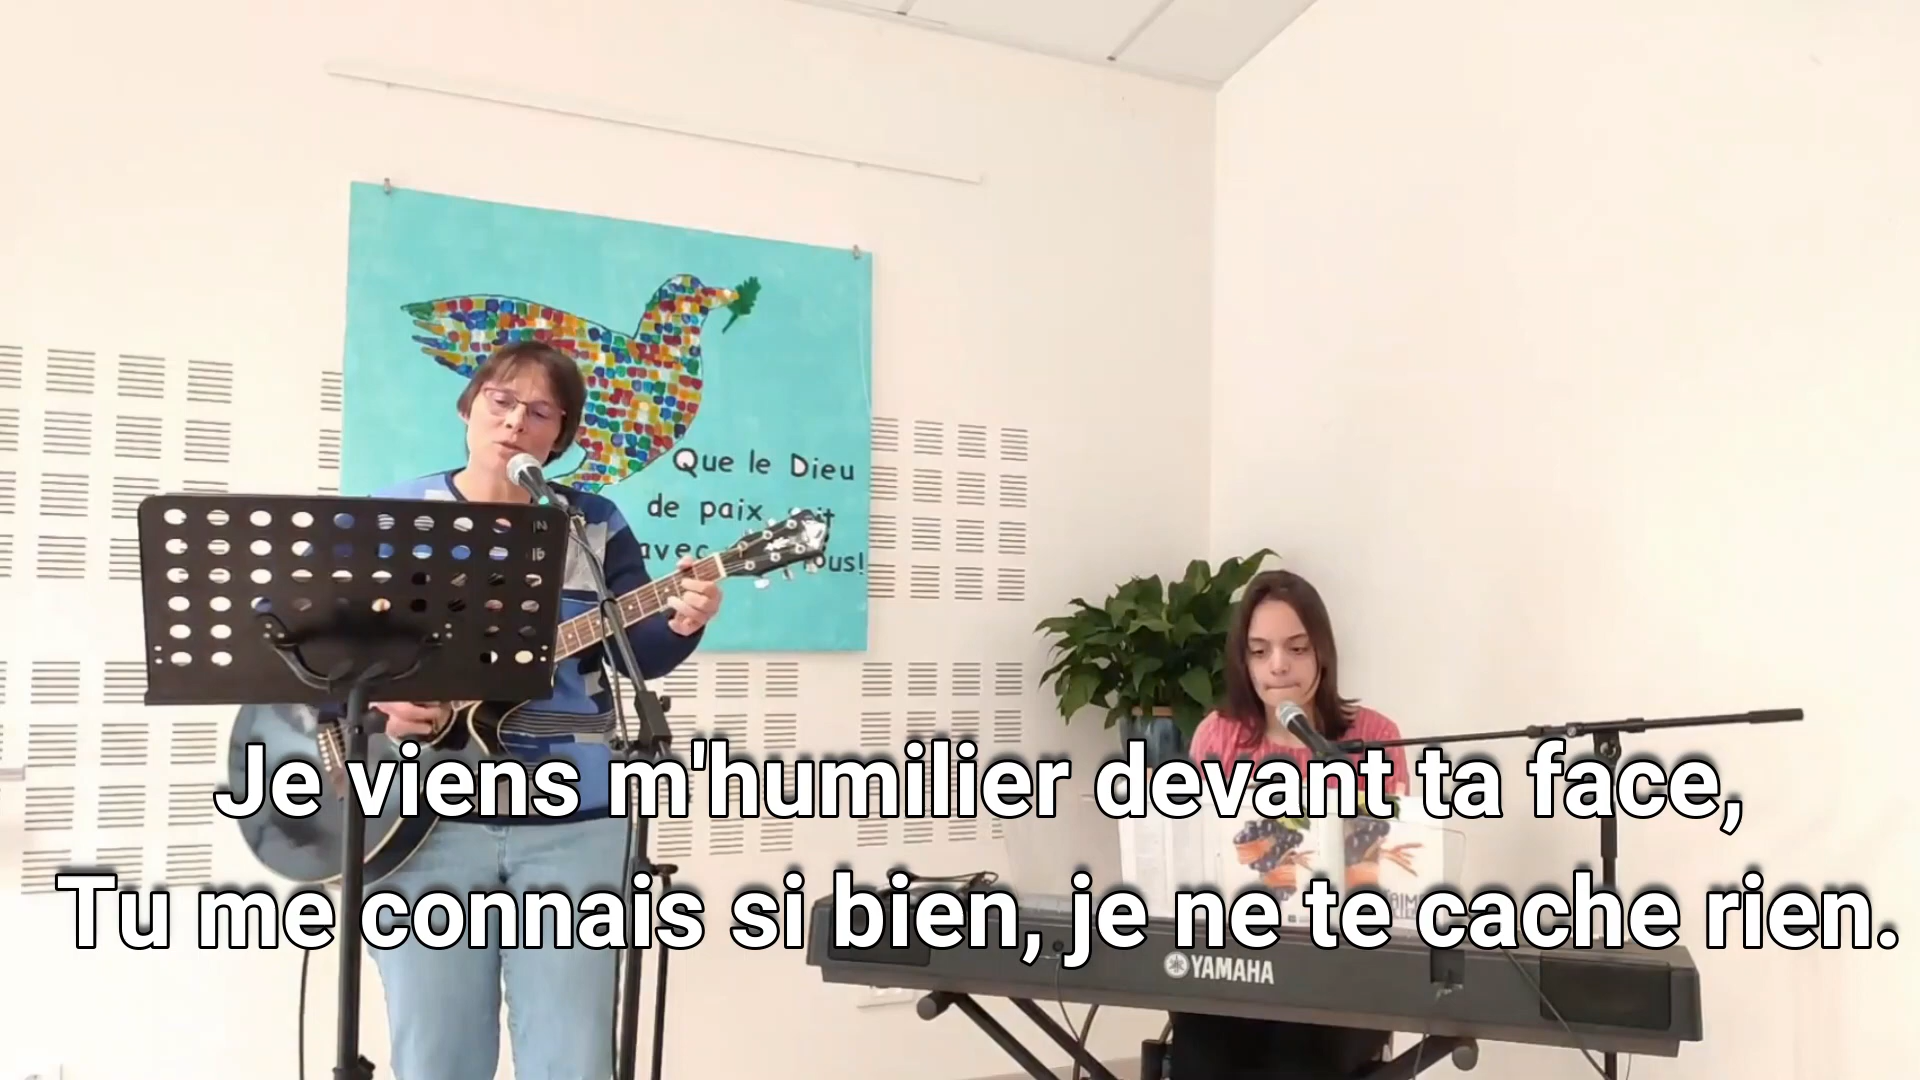 Que le Dieu
de paix
avec
ous!
Je viens m'humilier devant ta face,
Tu me connais si bien, je ne te cache rien.
YAMAHA